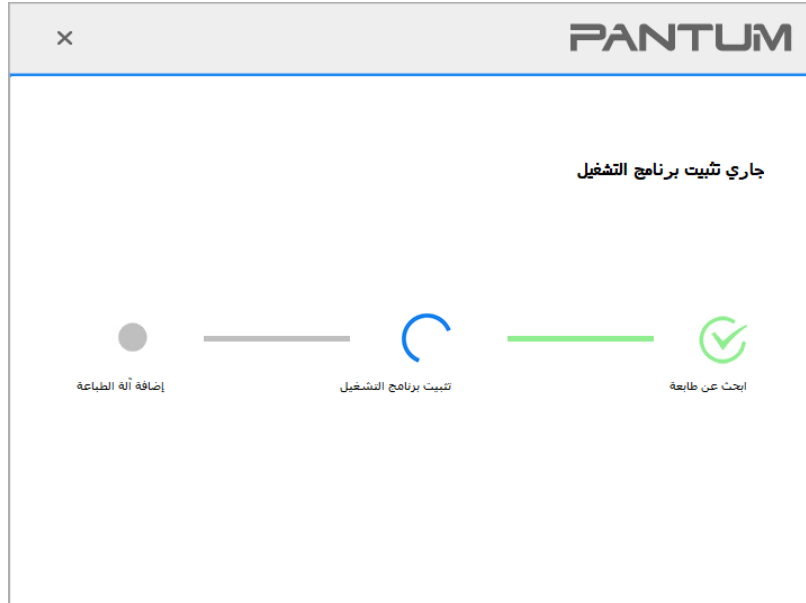 PANTUM
جاري تثبيت برنامج التشغيل
ابحث عن طابعة
تثبيت برنامج التشغيل
إضافة آلة الطباعة